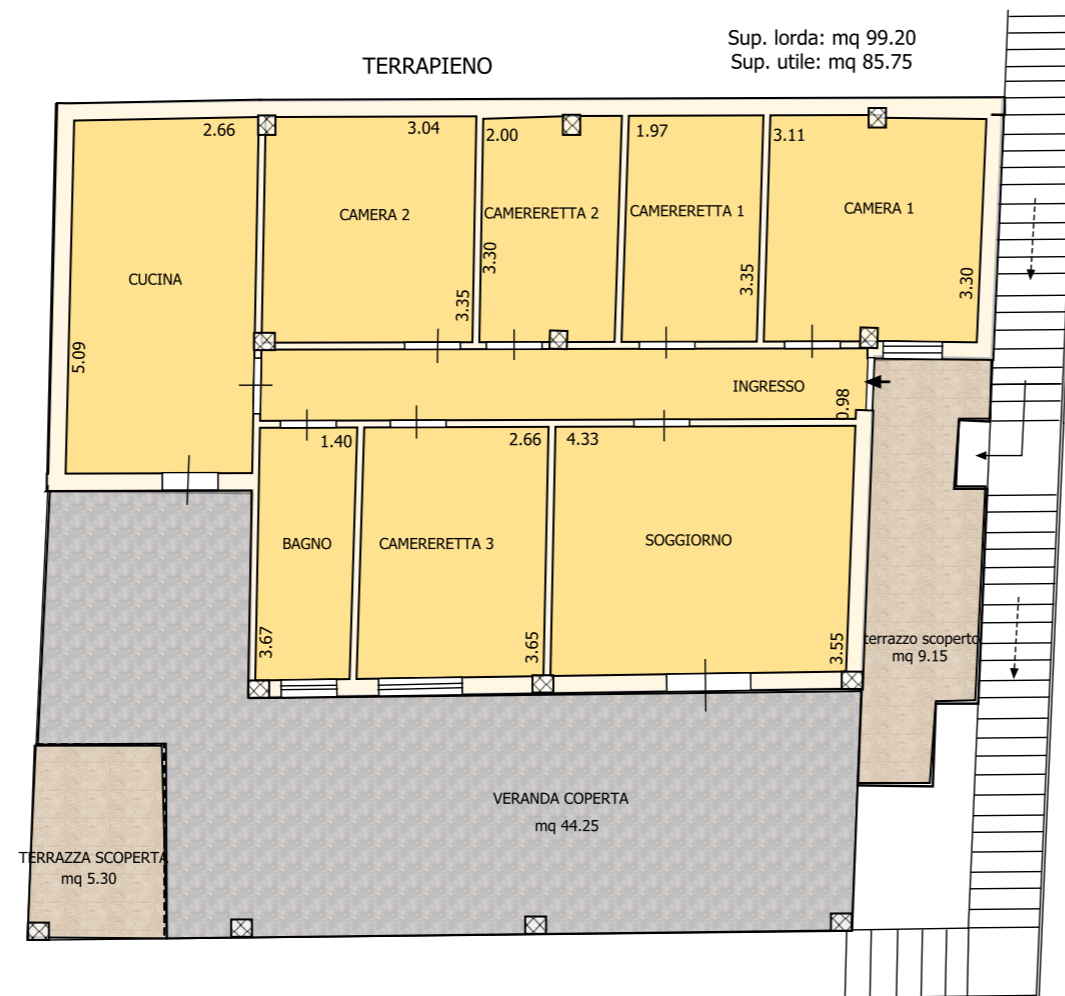 Sup. lorda: mq 99.20
Sup. utile: mq 85.75
TERRAPIENO
2.66
3.04
2.00
1.97
3.11
CAMERA 2
CAMERERETTA 2
CAMERERETTA 1
CAMERA 1
CUCINA
3.30
3.35
3.35
3.30
5.09
INGRESSO
0.98
1.40
2.66
4.33
BAGNO
CAMERERETTA 3
SOGGIORNO
3.67
3.65
3.55
terrazzo scoperto
mq 9.15
VERANDA COPERTA
mq 44.25
TERRAZZA SCOPERTA
mq 5.30